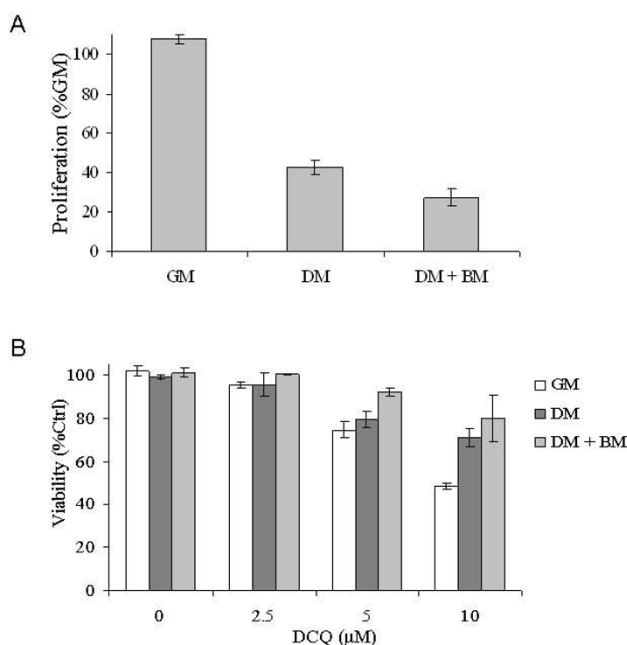 A
Proliferation (%GM)
100
80
60
40
20
0
GM DM DM + BM
B
Viability (%Ctrl)
100
80
60
40
20
0
0 2.5 5 10
DCQ (µM)
GM
DM
DM + BM